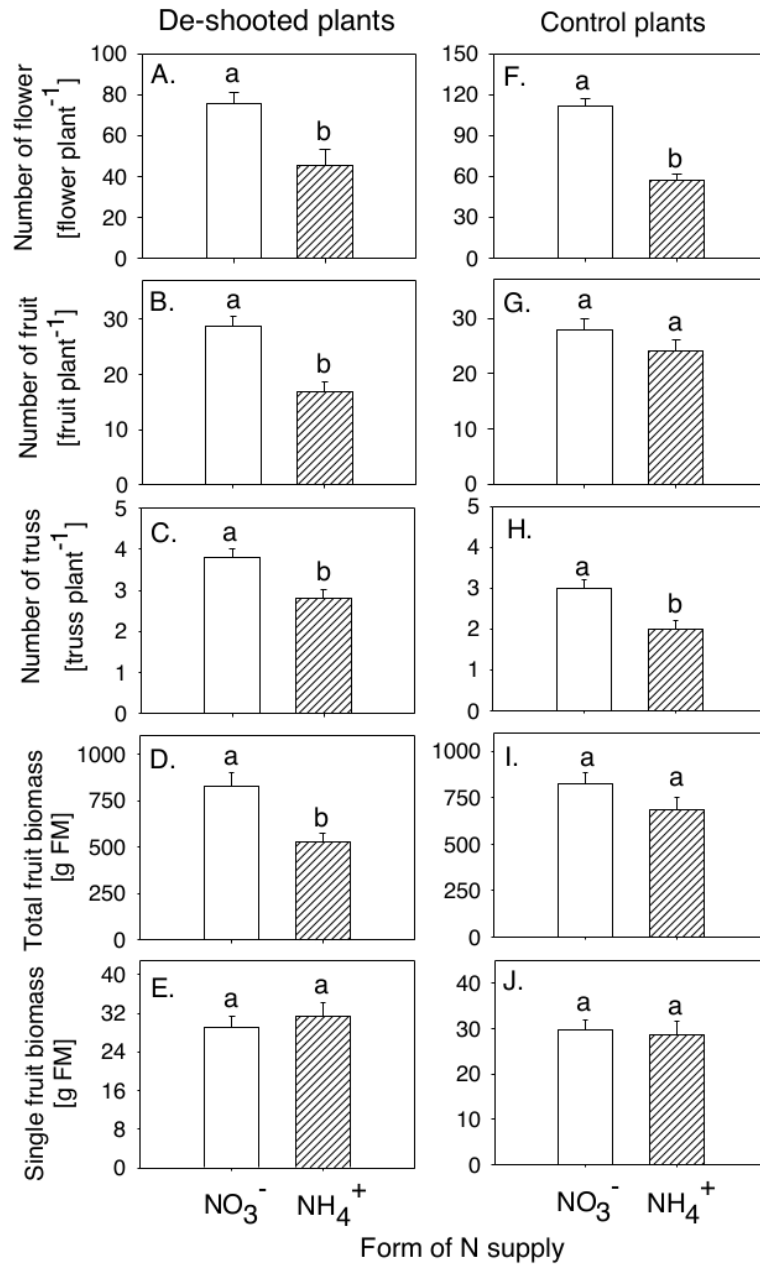 De-shooted plants
Control plants
Number of flower
[flower plant⁻¹]
100
80
60
40
20
0
A.
a
b
150
120
90
60
30
0
F.
a
b
Number of fruit
[fruit plant⁻¹]
30
20
10
0
B.
a
b
30
20
10
0
G.
a
a
Number of truss
[truss plant⁻¹]
5
4
3
2
1
0
C.
a
b
5
4
3
2
1
0
H.
a
b
Total fruit biomass
[g FM]
1000
750
500
250
0
D.
a
b
1000
750
500
250
0
I.
a
a
Single fruit biomass
[g FM]
40
32
24
16
8
0
E.
a
a
40
30
20
10
0
J.
a
a
NO₃⁻ NH₄⁺
NO₃⁻ NH₄⁺
Form of N supply